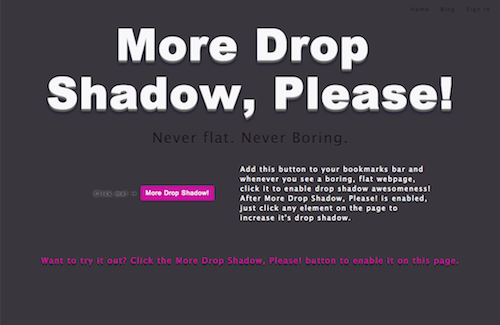 Home Blog Sign In
More Drop
Shadow, Please!
Never flat. Never Boring.
Click me! →
More Drop Shadow!
Add this button to your bookmarks bar and
whenever you see a boring, flat webpage,
click it to enable drop shadow awesomeness!
After More Drop Shadow, Please! is enabled,
just click any element on the page to
increase it's drop shadow.
Want to try it out? Click the More Drop Shadow, Please! button to enable it on this page.